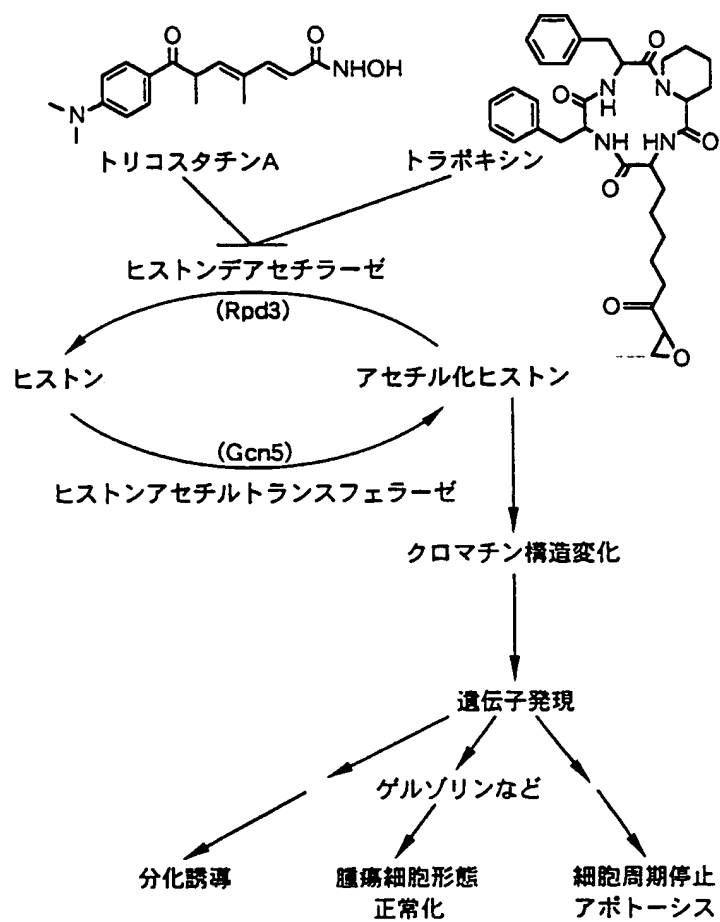 O
O
NHOH
N
O
O
N
H
N
O
NH
HN
O
O
トリコスタチンA
トラポキシン
ヒストンデアセチラーゼ
(Rpd3)
O
O
ヒストン
アセチル化ヒストン
(Gcn5)
ヒストンアセチルトランスフェラーゼ
クロマチン構造変化
遺伝子発現
ゲルゾリンなど
分化誘導
腫瘍細胞形態
正常化
細胞周期停止
アポトーシス